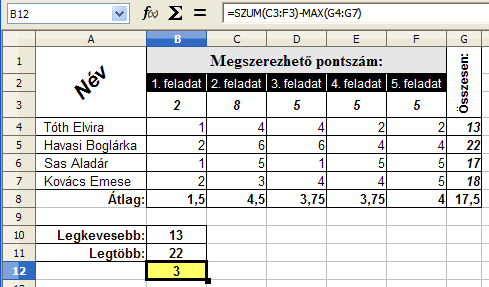 B12 f(x) Σ = =SZUM(C3:F3)-MAX(G4:G7)
A B C D E F G
1 Név Megszerezhető pontszám: Összesen:
2 1. feladat 2. feladat 3. feladat 4. feladat 5. feladat
3 2 8 5 5 5
4 Tóth Elvira 1 4 4 2 2 13
5 Havasi Boglárka 2 6 6 4 4 22
6 Sas Aladár 1 5 1 5 5 17
7 Kovács Emese 2 3 4 4 5 18
8 Átlag: 1,5 4,5 3,75 3,75 4 17,5
9
10 Legkevesebb: 13
11 Legtöbb: 22
12 3